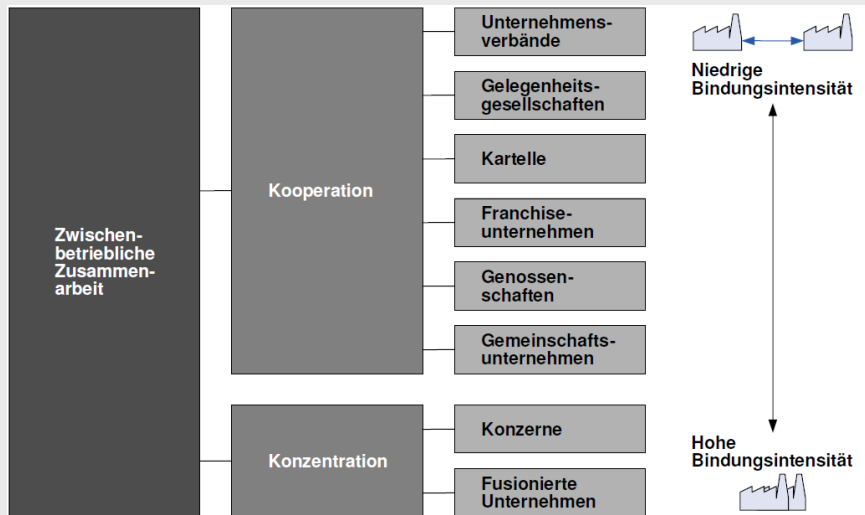 Zwischen-
betriebliche
Zusammen-
arbeit
Kooperation
Unternehmens-
verbände
Gelegenheits-
gesellschaften
Kartelle
Franchise-
unternehmen
Genossen-
schaften
Gemeinschafts-
unternehmen
Konzentration
Konzerne
Fusionierte
Unternehmen
Niedrige
Bindungsintensität
Hohe
Bindungsintensität